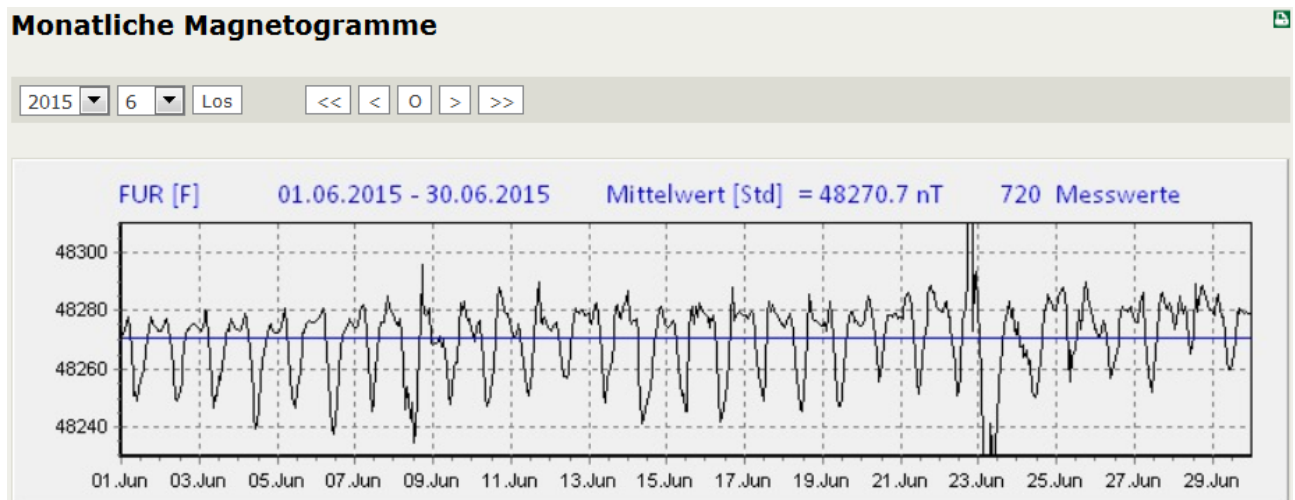 Monatliche Magnetogramme
2015 6 Los << < O > >>
FUR [F] 01.06.2015 - 30.06.2015 Mittelwert [Std] = 48270.7 nT 720 Messwerte
48300
48280
48260
48240
01.Jun 03.Jun 05.Jun 07.Jun 09.Jun 11.Jun 13.Jun 15.Jun 17.Jun 19.Jun 21.Jun 23.Jun 25.Jun 27.Jun 29.Jun